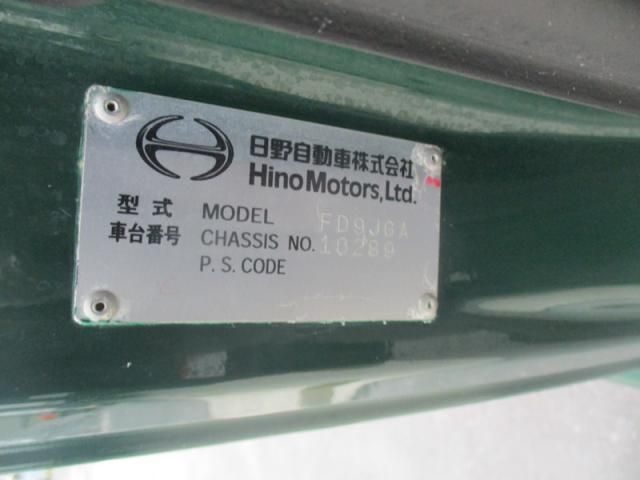 日野自動車株式会社
Hino Motors, Ltd.
型式 MODEL FD9JGA
車台番号 CHASSIS NO. 10289
P. S. CODE